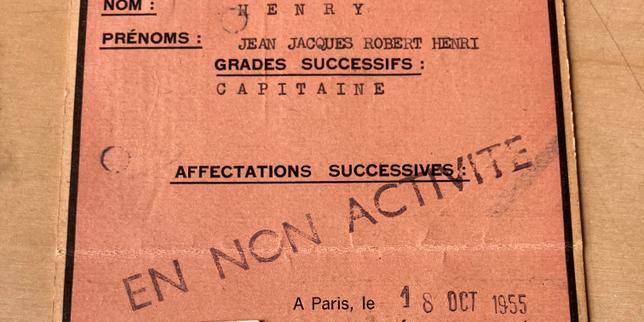 NOM :
HENRY
PRÉNOMS : JEAN JACQUES ROBERT HENRI
GRADES SUCCESSIFS :
CAPITAINE
AFFECTATIONS SUCCESSIVES :
EN NON ACTIVITE
A Paris, le 18 OCT 1955